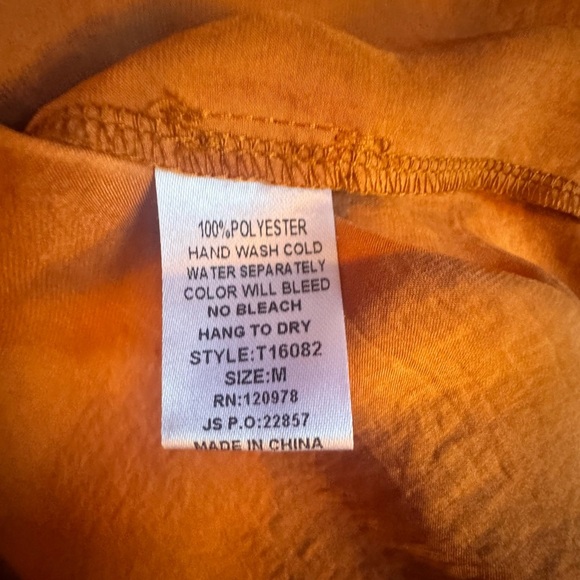 100%POLYESTER
HAND WASH COLD
WATER SEPARATELY
COLOR WILL BLEED
NO BLEACH
HANG TO DRY
STYLE:T16082
SIZE:M
RN:120978
JS P.O:22857
MADE IN CHINA